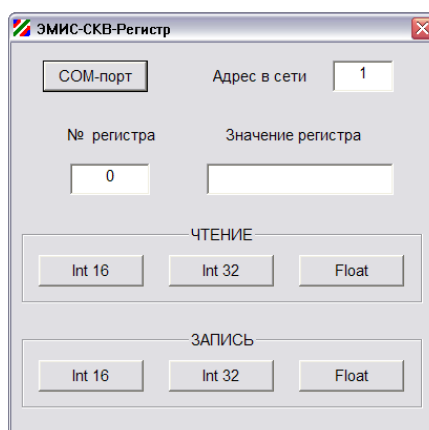 ЭМИС-СКВ-Регистр
COM-порт Адрес в сети 1
№ регистра Значение регистра
0
ЧТЕНИЕ
Int 16 Int 32 Float
ЗАПИСЬ
Int 16 Int 32 Float